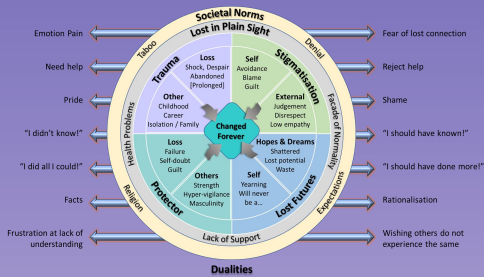 Societal Norms
Lost in Plain Sight
Taboo
Denial
Health Problems
Facade of Normality
Religion
Expectations
Lack of Support
Emotion Pain
Need help
Pride
"I didn't know!"
"I did all I could!"
Facts
Frustration at lack of
understanding
Fear of lost connection
Reject help
Shame
"I should have known!"
"I should have done more!"
Rationalisation
Wishing others do not
experience the same
Trauma
Loss
Shock, Despair
Abandoned
[Prolonged]
Other
Childhood
Career
Isolation / Family
Stigmatisation
Self
Avoidance
Blame
Guilt
External
Judgement
Disrespect
Low empathy
Changed
Forever
Protector
Loss
Failure
Self-doubt
Guilt
Others
Strength
Hyper-vigilance
Masculinity
Lost Futures
Hopes & Dreams
Shattered
Lost potential
Waste
Self
Yearning
Will never
be a...
Dualities